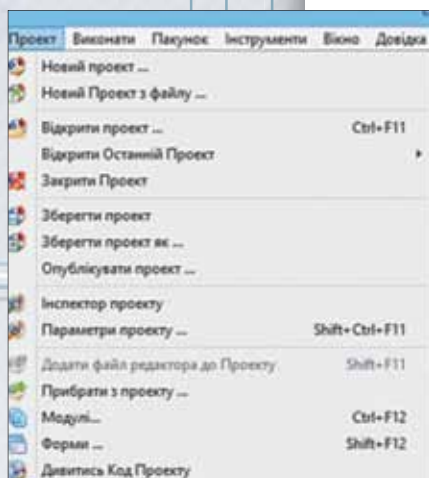 Проект Виконати Пакунок Інструменти Вікно Довідка
Новий проект ...
Новий Проект з файлу ...
Відкрити проект ... Ctrl+F11
Відкрити Останній Проект
Закрити Проект
Зберегти проект
Зберегти проект як ...
Опублікувати проект ...
Інспектор проекту
Параметри проекту ... Shift+Ctrl+F11
Додати файл редактора до Проекту Shift+F11
Прибрати з проекту ...
Модулі... Ctrl+F12
Форми ... Shift+F12
Дивитись Код Проекту